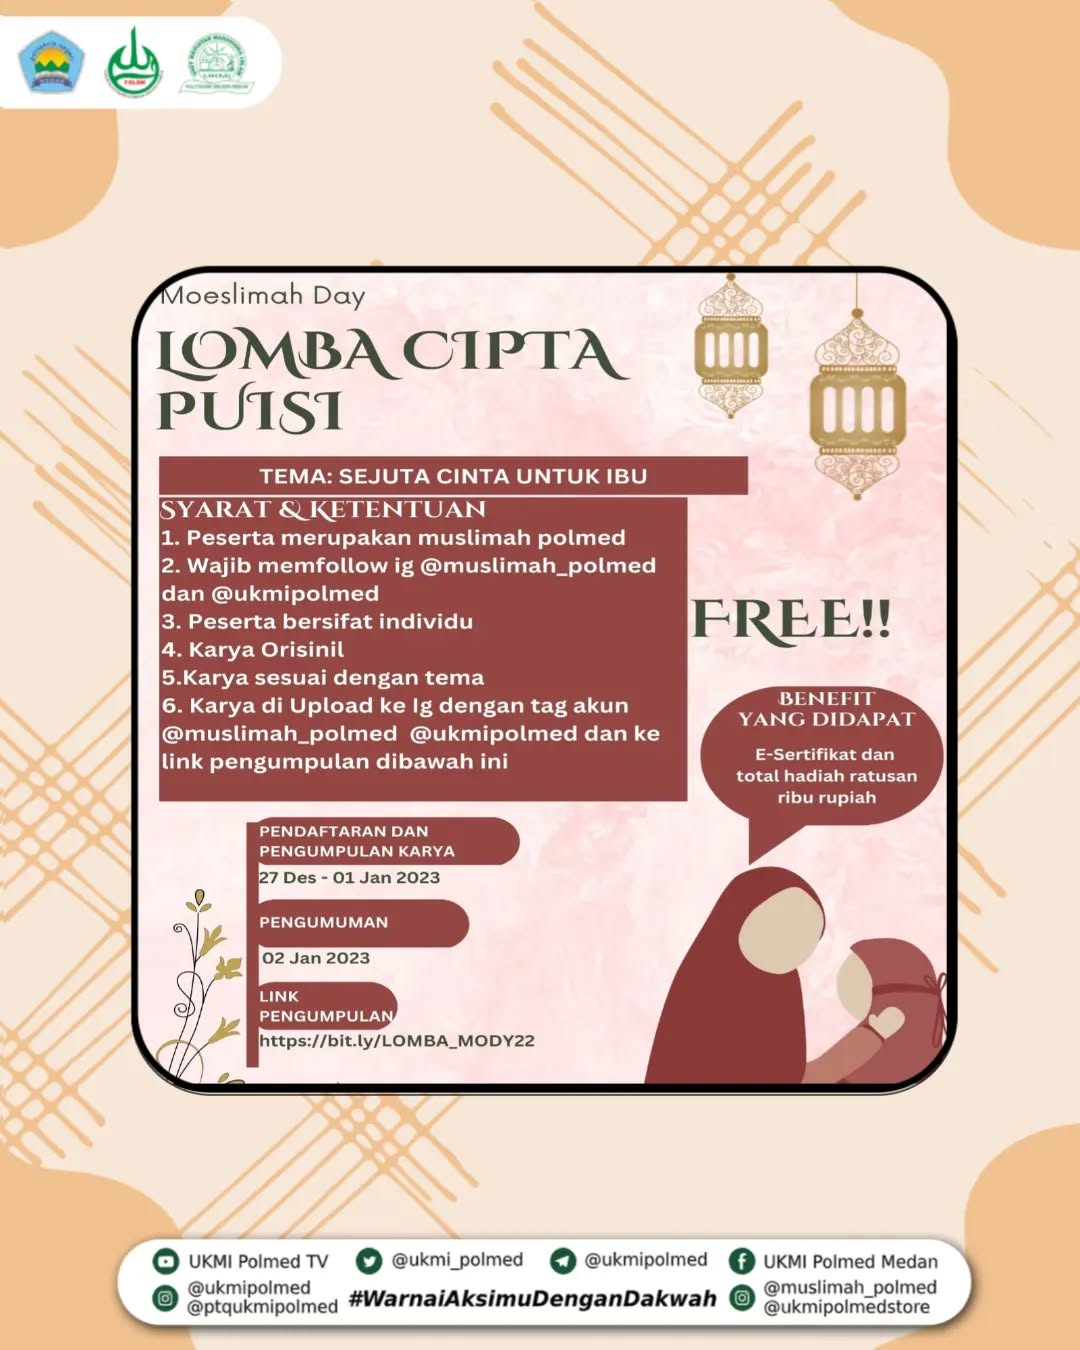 Moeslimah Day
LOMBA CIPTA
PUISI
TEMA: SEJUTA CINTA UNTUK IBU
SYARAT & KETENTUAN
1. Peserta merupakan muslimah polmed
2. Wajib memfollow ig @muslimah_polmed
dan @ukmipolmed
3. Peserta bersifat individu
4. Karya Orisinil
5.Karya sesuai dengan tema
6. Karya di Upload ke Ig dengan tag akun
@muslimah_polmed @ukmipolmed dan ke
link pengumpulan dibawah ini
FREE!!
BENEFIT
YANG DIDAPAT
E-Sertifikat dan
total hadiah ratusan
ribu rupiah
PENDAFTARAN DAN
PENGUMPULAN KARYA
27 Des - 01 Jan 2023
PENGUMUMAN
02 Jan 2023
LINK
PENGUMPULAN
https://bit.ly/LOMBA_MODY22
UKMI Polmed TV
@ukmi_polmed
@ukmipolmed
UKMI Polmed Medan
@ukmipolmed
@ptqukmipolmed
#WarnaiAksimuDenganDakwah
@muslimah_polmed
@ukmipolmedstore